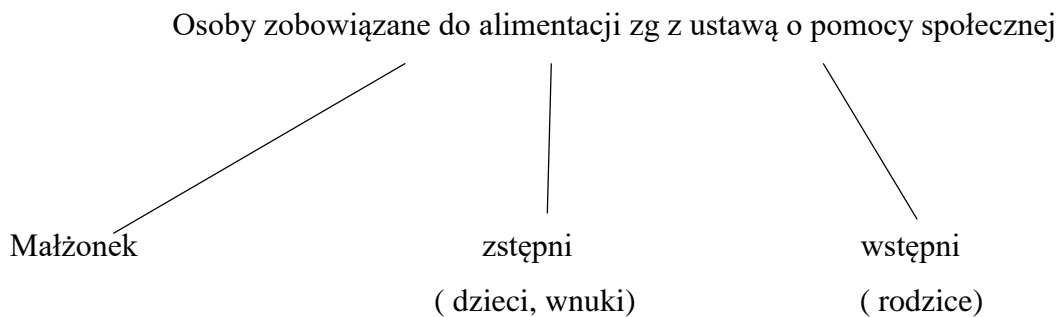 Osoby zobowiązane do alimentacji zg z ustawą o pomocy społecznej
Małżonek zstępni wstępni
( dzieci, wnuki) ( rodzice)